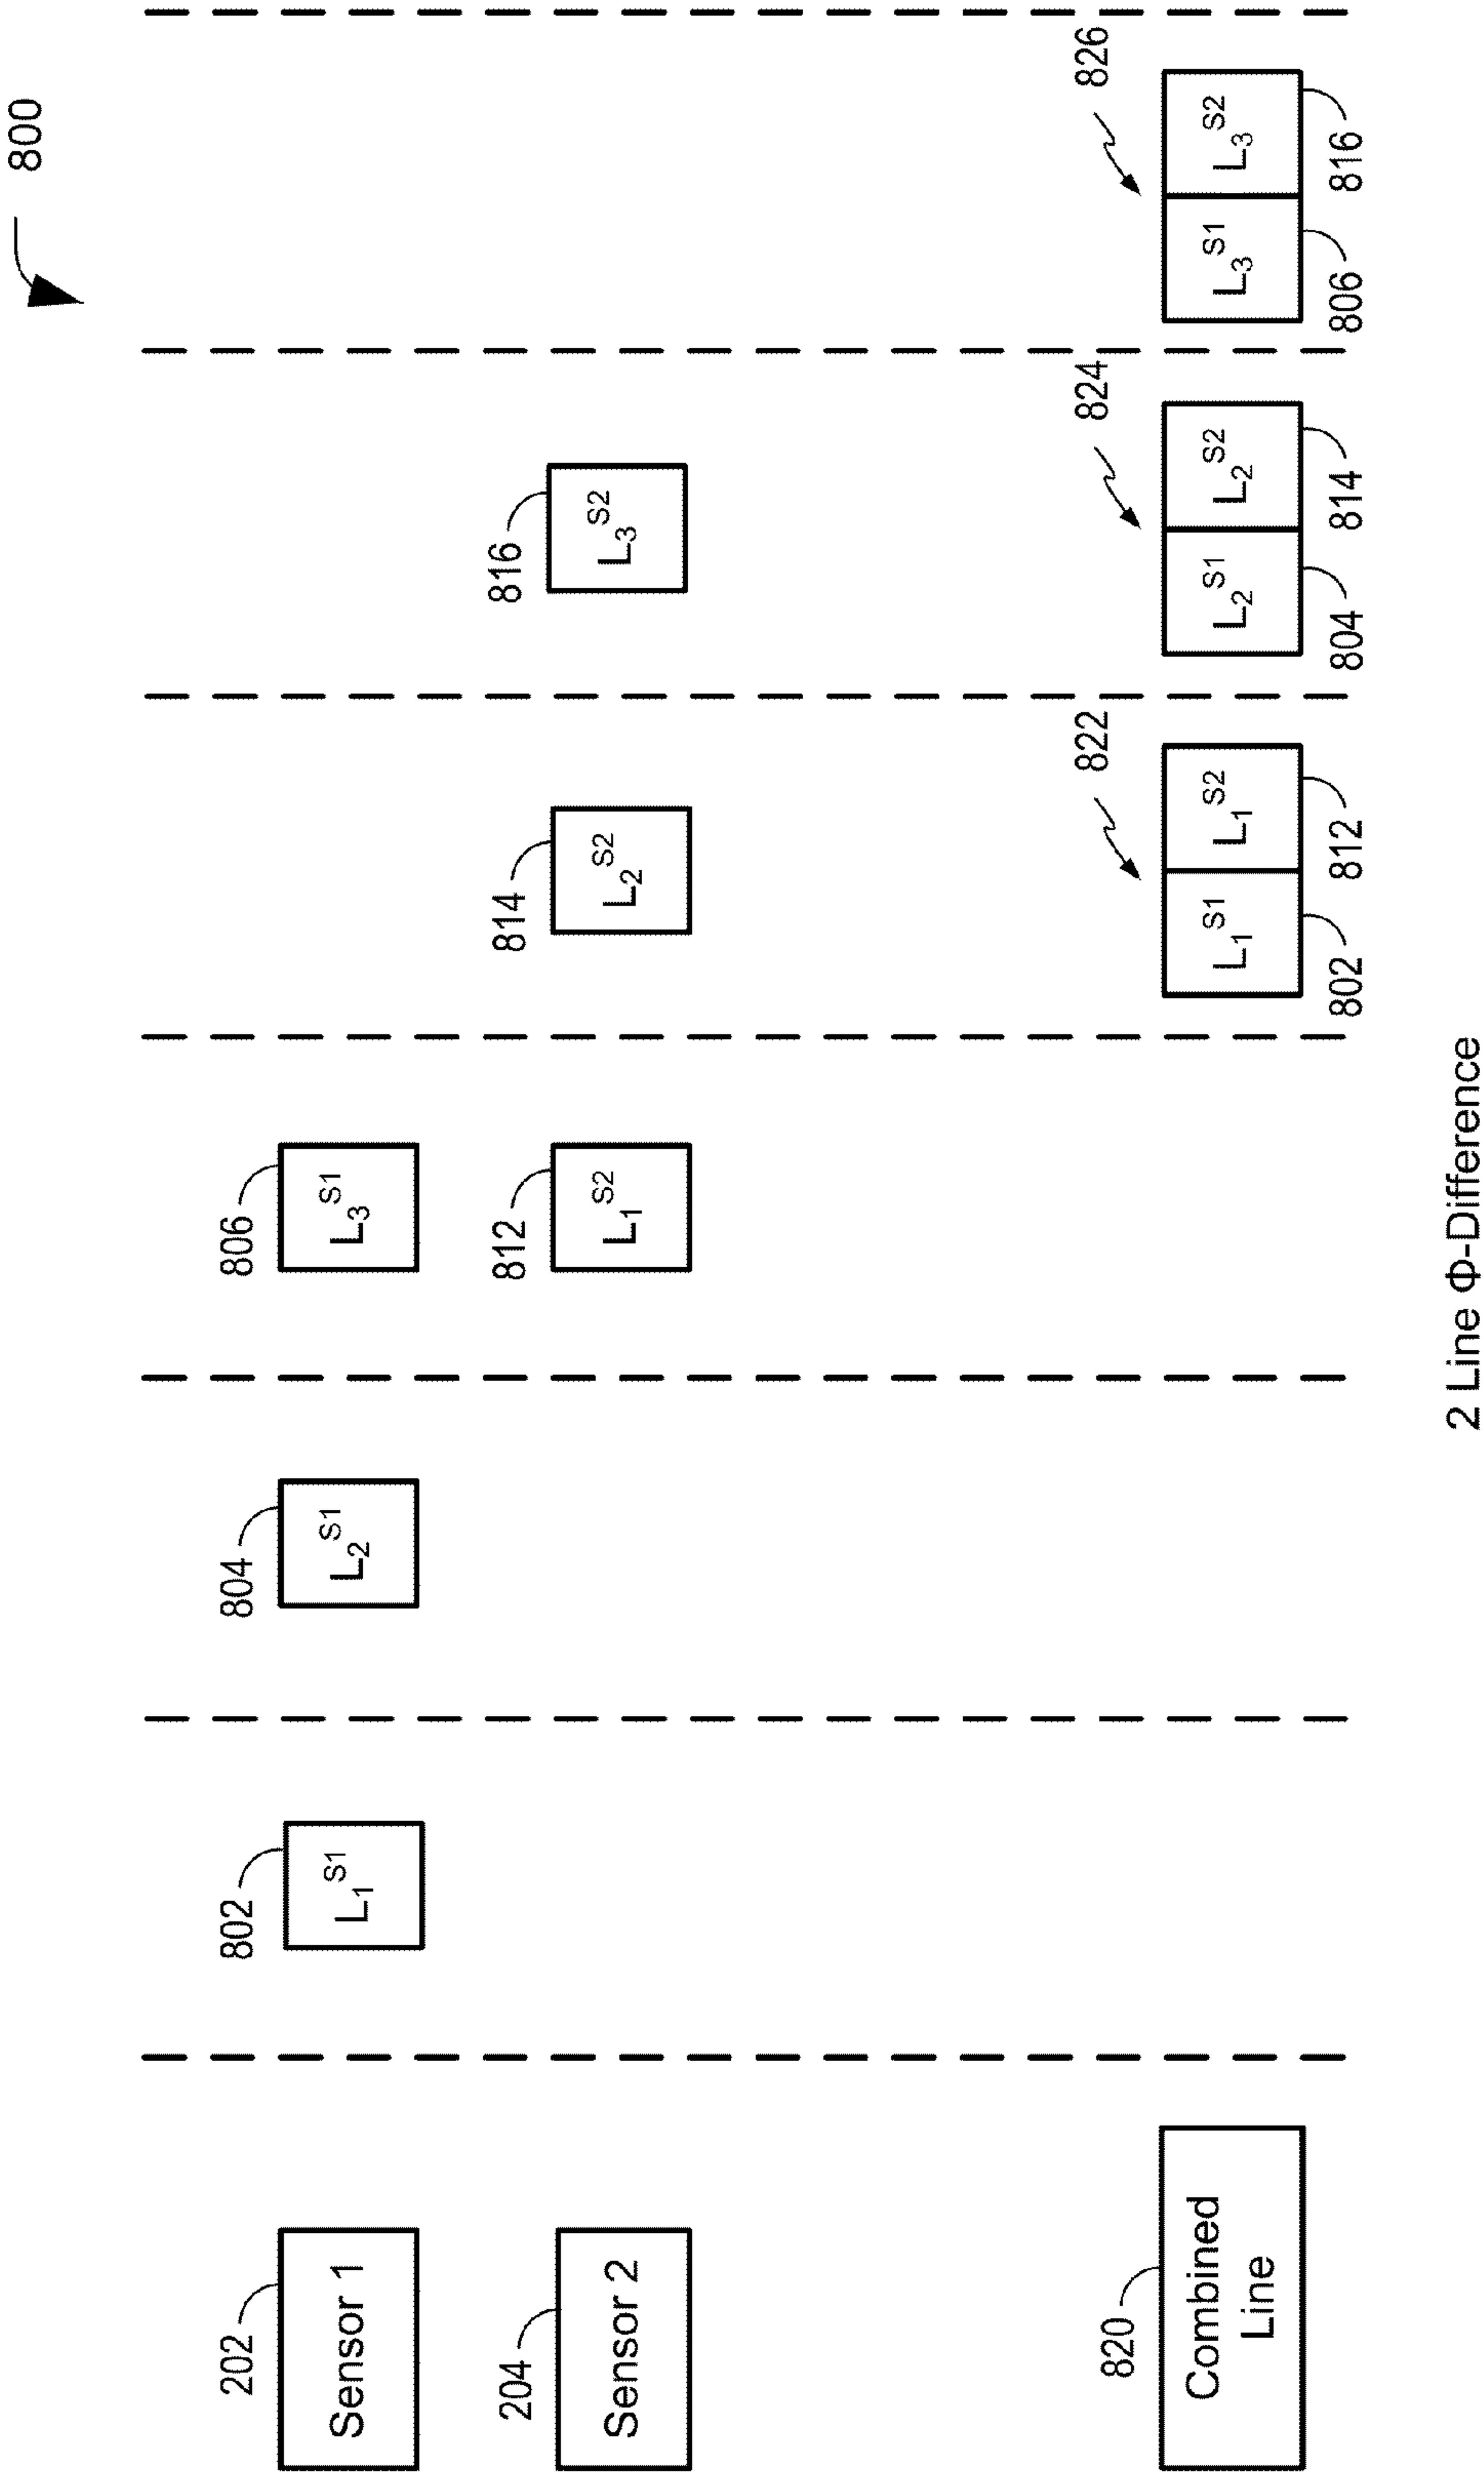 800
202
Sensor 1
802
L₁ˢ¹
804
L₂ˢ¹
806
L₃ˢ¹
204
Sensor 2
812
L₁ˢ²
814
L₂ˢ²
816
L₃ˢ²
820
Combined
Line
822
L₁ˢ¹ L₁ˢ²
802 812
824
L₂ˢ¹ L₂ˢ²
804 814
826
L₃ˢ¹ L₃ˢ²
806 816
2 Line Φ-Difference